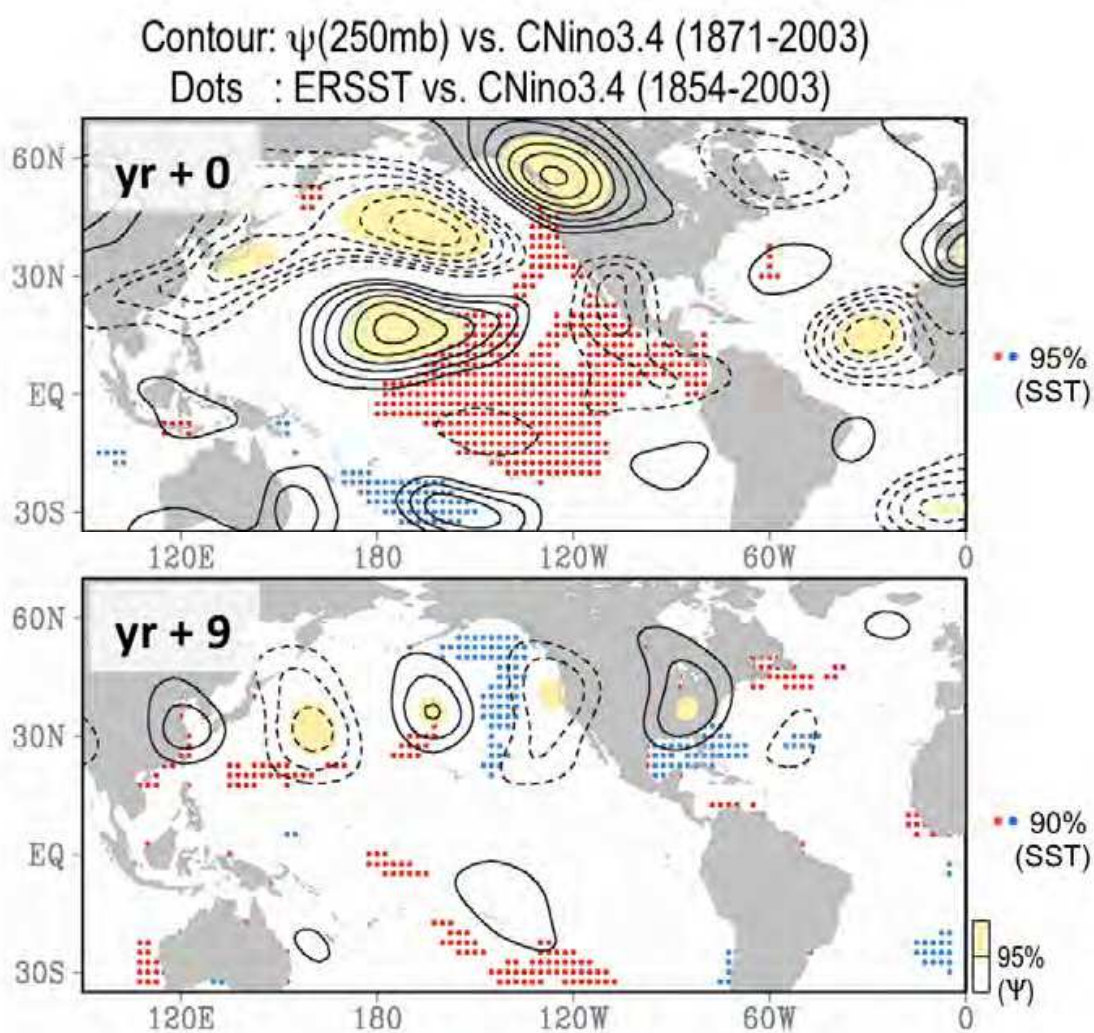 Contour: ψ(250mb) vs. CNino3.4 (1871-2003)
Dots : ERSST vs. CNino3.4 (1854-2003)
yr + 0
60N
30N
EQ
30S
120E 180 120W 60W 0
95%
(SST)
yr + 9
60N
30N
EQ
30S
120E 180 120W 60W 0
90%
(SST)
95%
(Ψ)